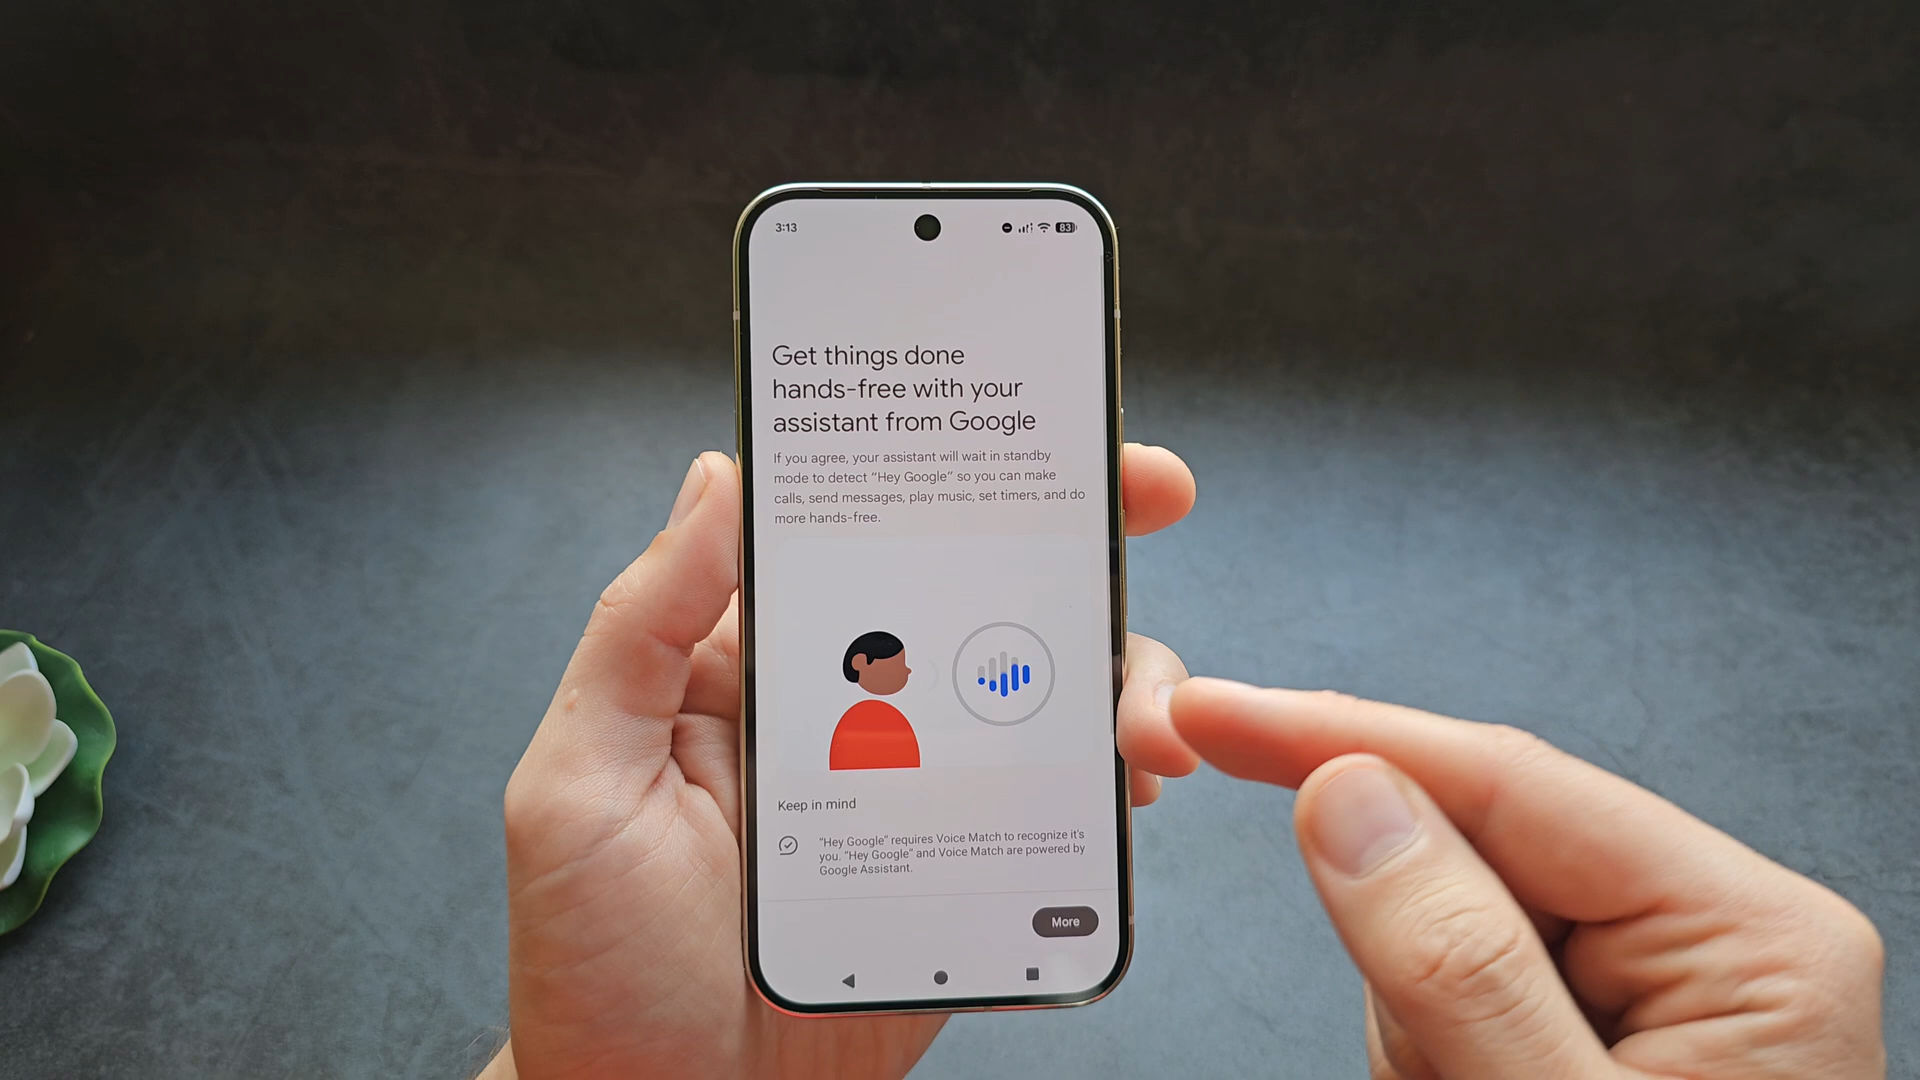 3:13
83
Get things done
hands-free with your
assistant from Google
If you agree, your assistant will wait in standby
mode to detect “Hey Google” so you can make
calls, send messages, play music, set timers, and do
more hands-free.
Keep in mind
“Hey Google” requires Voice Match to recognize it's
you. “Hey Google” and Voice Match are powered by
Google Assistant.
More